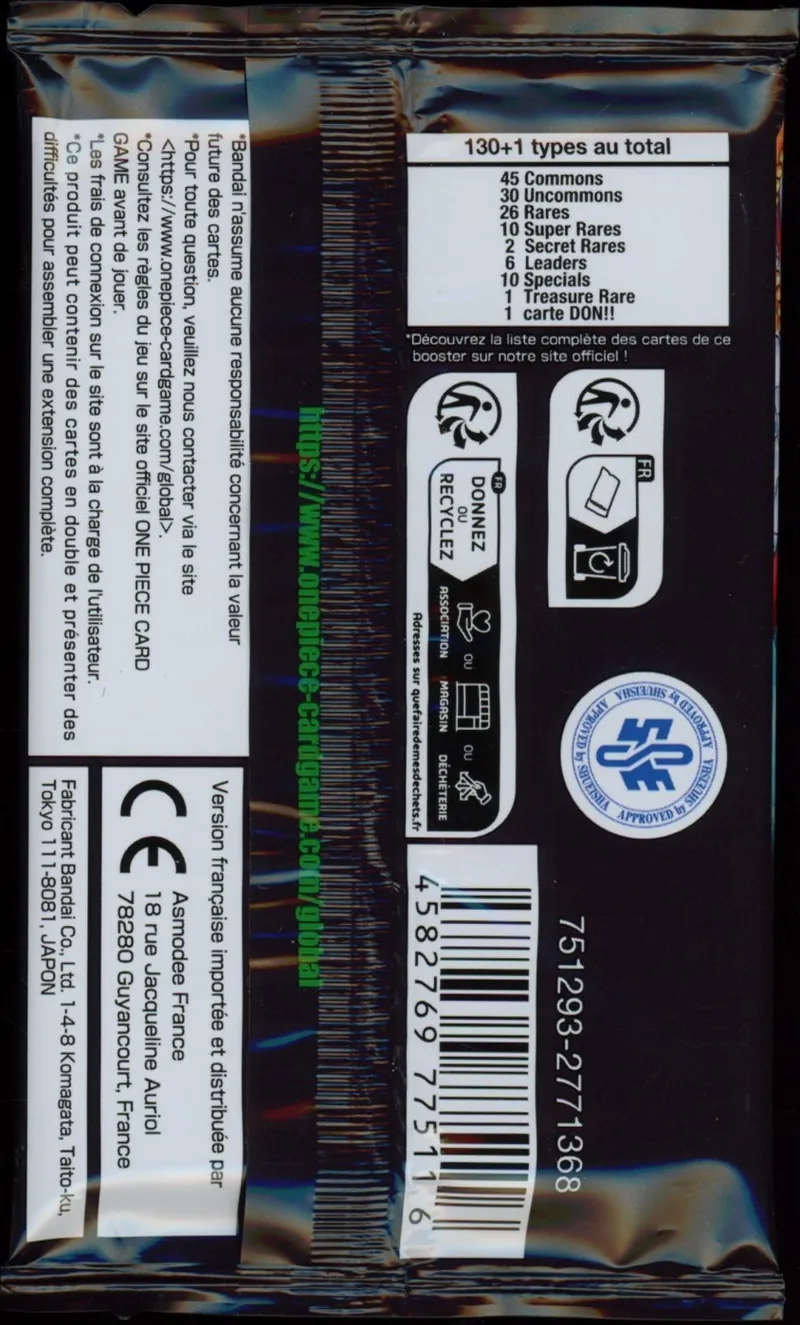 130+1 types au total
45 Commons
30 Uncommons
26 Rares
10 Super Rares
2 Secret Rares
6 Leaders
10 Specials
1 Treasure Rare
1 carte DON!!
*Découvrez la liste complète des cartes de ce
booster sur notre site officiel !
FR
FR
DONNEZ
OU
RECYCLEZ
ASSOCIATION
OU
MAGASIN
OU
DÉCHÈTERIE
Adresses sur quefairedemesdechets.fr
APPROVED by SHUEISHA APPROVED by SHUEISHA APPROVED by SHUEISHA
751293-2771368
4 582769 775116
https://www.onepiece-cardgame.com/global
*Bandai n'assume aucune responsabilité concernant la valeur
future des cartes.
*Pour toute question, veuillez nous contacter via le site
<https://www.onepiece-cardgame.com/global>.
*Consultez les règles du jeu sur le site officiel ONE PIECE CARD
GAME avant de jouer.
*Les frais de connexion sur le site sont à la charge de l'utilisateur.
*Ce produit peut contenir des cartes en double et présenter des
difficultés pour assembler une extension complète.
Version française importée et distribuée par
CE
Asmodee France
18 rue Jacqueline Auriol
78280 Guyancourt, France
Fabricant Bandai Co., Ltd. 1-4-8 Komagata, Taito-ku,
Tokyo 111-8081, JAPON